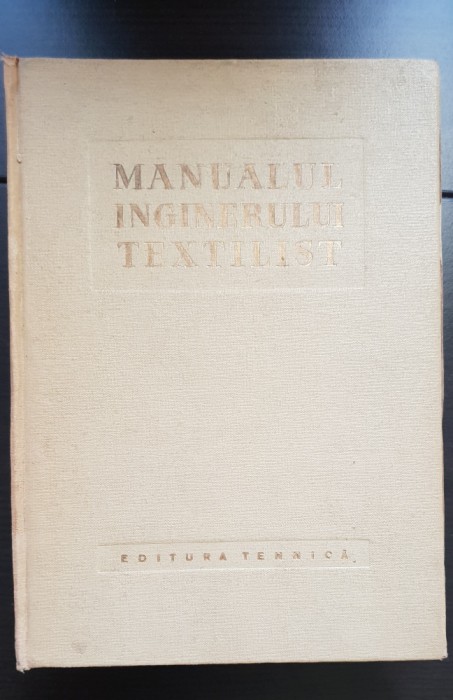 MANUALUL
INGINERULUI
TEXTILIST
EDITURA TEHNICĂ